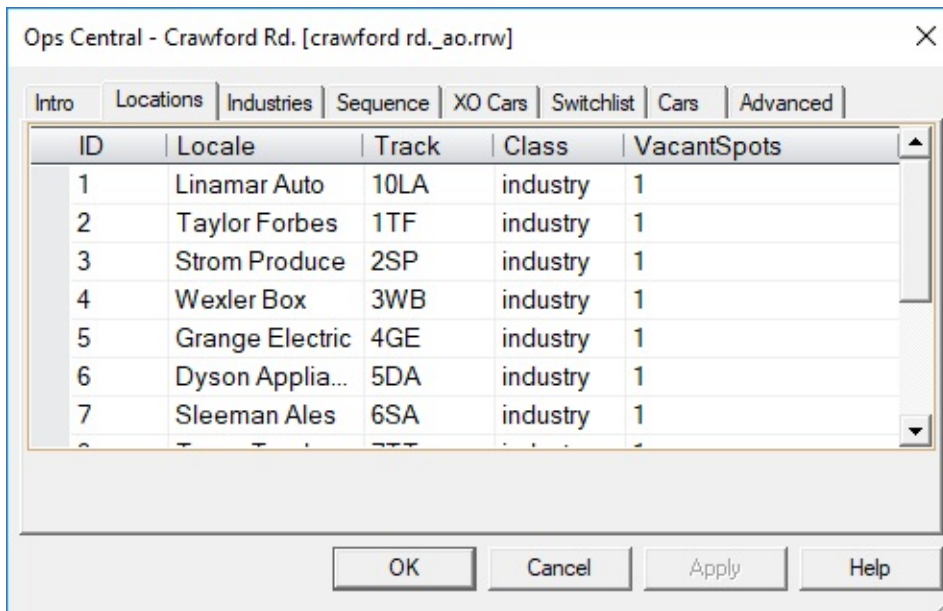 Ops Central - Crawford Rd. [crawford rd._ao.rrw]
Intro Locations Industries Sequence XO Cars Switchlist Cars Advanced
ID Locale Track Class VacantSpots
1 Linamar Auto 10LA industry 1
2 Taylor Forbes 1TF industry 1
3 Strom Produce 2SP industry 1
4 Wexler Box 3WB industry 1
5 Grange Electric 4GE industry 1
6 Dyson Applia... 5DA industry 1
7 Sleeman Ales 6SA industry 1
OK Cancel Apply Help